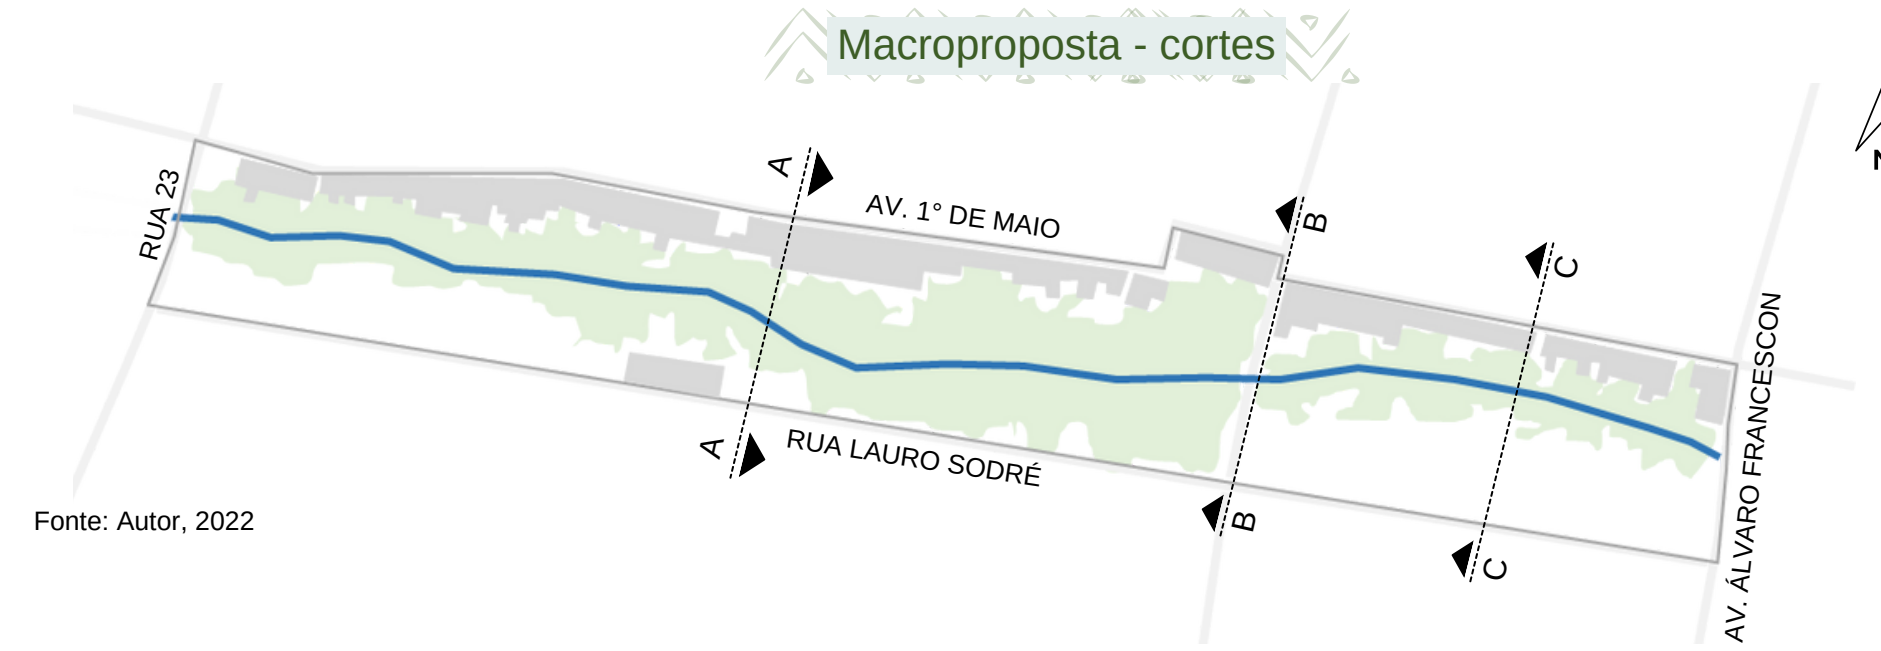 Macroproposta - cortes
A
AV. 1° DE MAIO
B
C
RUA 23
A
RUA LAURO SODRÉ
B
C
AV. ÁLVARO FRANCESCON
Fonte: Autor, 2022